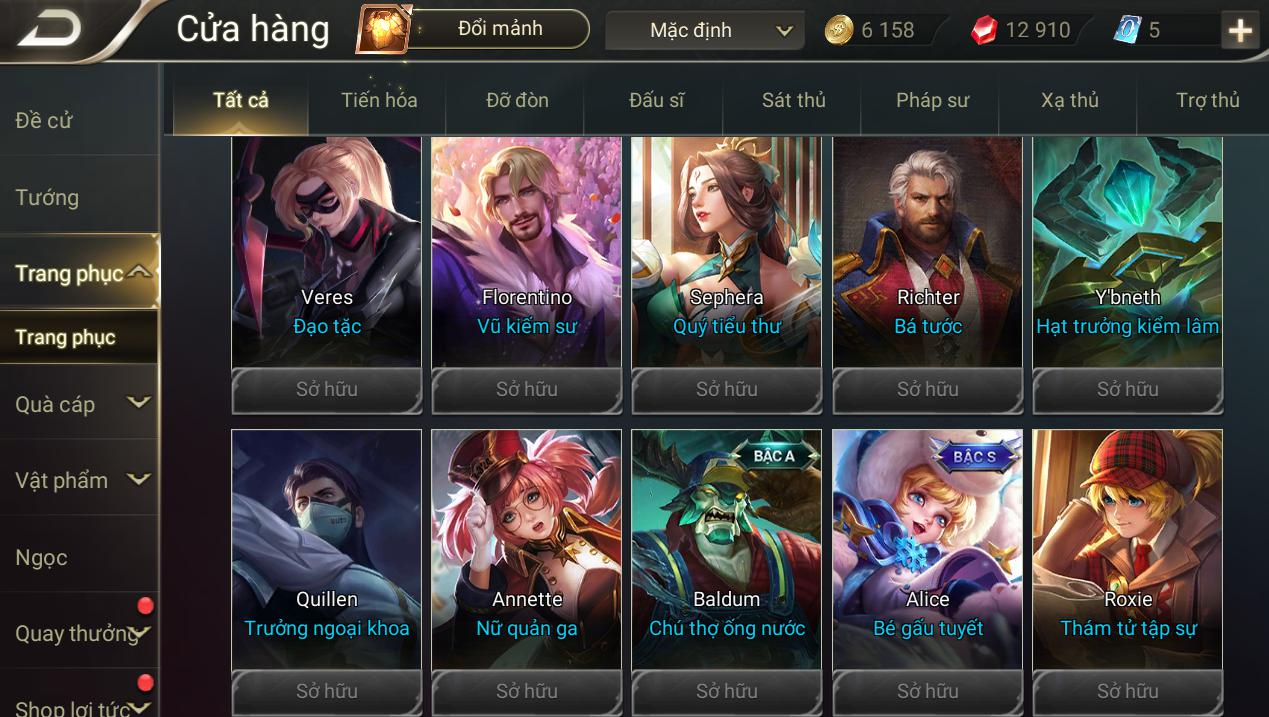 Cửa hàng
Đổi mảnh
Mặc định
6 158
12 910
5
Đề cử
Tướng
Trang phục
Trang phục
Quà cáp
Vật phẩm
Ngọc
Quay thưởng
Shop lợi tức
Tất cả
Tiến hóa
Đỡ đòn
Đấu sĩ
Sát thủ
Pháp sư
Xạ thủ
Trợ thủ
Veres
Đạo tặc
Sở hữu
Florentino
Vũ kiếm sư
Sở hữu
Sephera
Quý tiểu thư
Sở hữu
Richter
Bá tước
Sở hữu
Y'bneth
Hạt trưởng kiểm lâm
Sở hữu
Quillen
Trưởng ngoại khoa
Sở hữu
Annette
Nữ quản ga
Sở hữu
BẬC A
Baldum
Chú thợ ống nước
Sở hữu
BẬC S
Alice
Bé gấu tuyết
Sở hữu
Roxie
Thám tử tập sự
Sở hữu